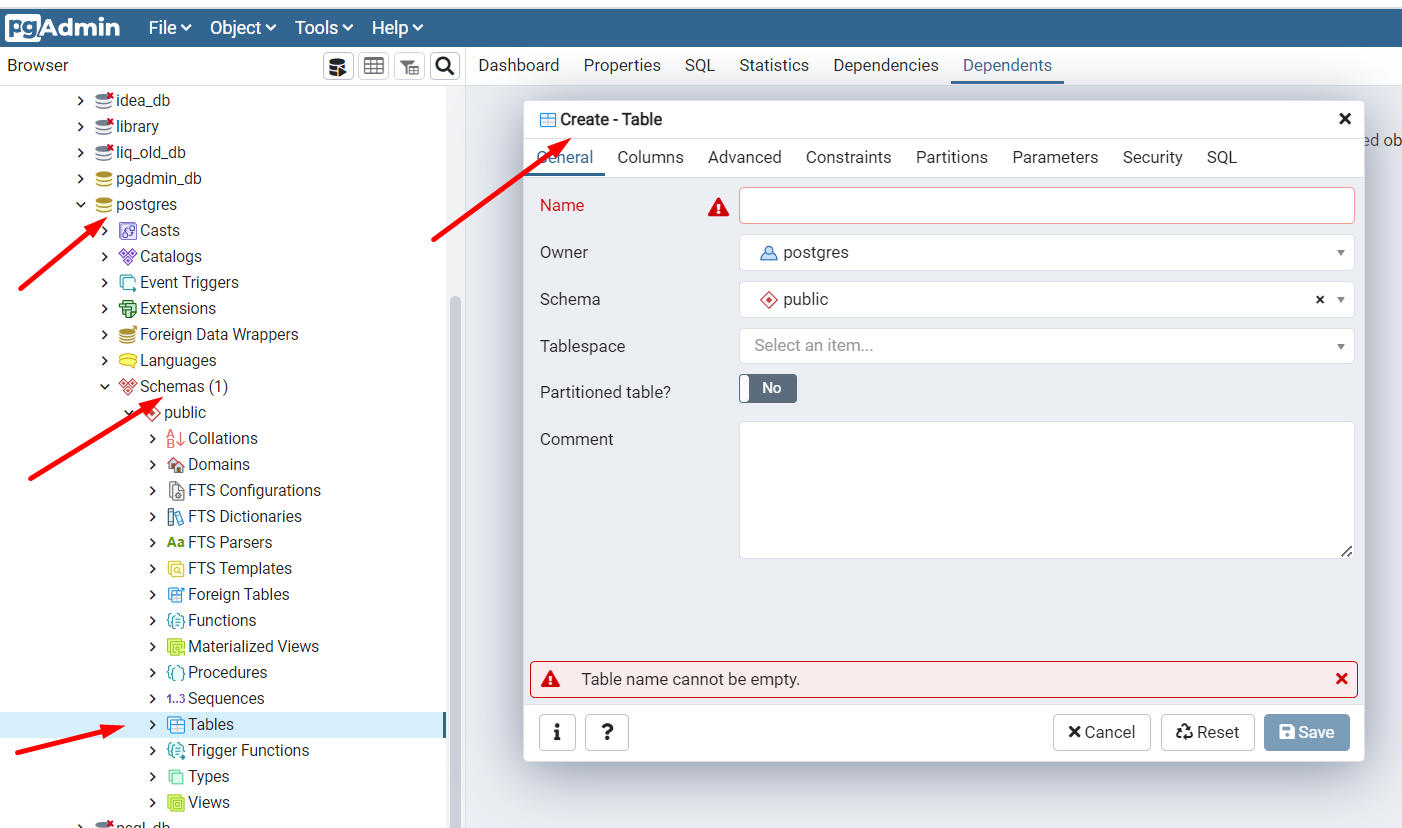 pgAdmin File Object Tools Help
Browser
Dashboard Properties SQL Statistics Dependencies Dependents
idea_db
library
liq_old_db
pgadmin_db
postgres
Casts
Catalogs
Event Triggers
Extensions
Foreign Data Wrappers
Languages
Schemas (1)
public
Collations
Domains
FTS Configurations
FTS Dictionaries
Aa FTS Parsers
FTS Templates
Foreign Tables
Functions
Materialized Views
Procedures
1..3 Sequences
Tables
Trigger Functions
Types
Views
Create - Table
General Columns Advanced Constraints Partitions Parameters Security SQL
Name
Owner postgres
Schema public
Tablespace Select an item...
Partitioned table? No
Comment
Table name cannot be empty.
i ? Cancel Reset Save